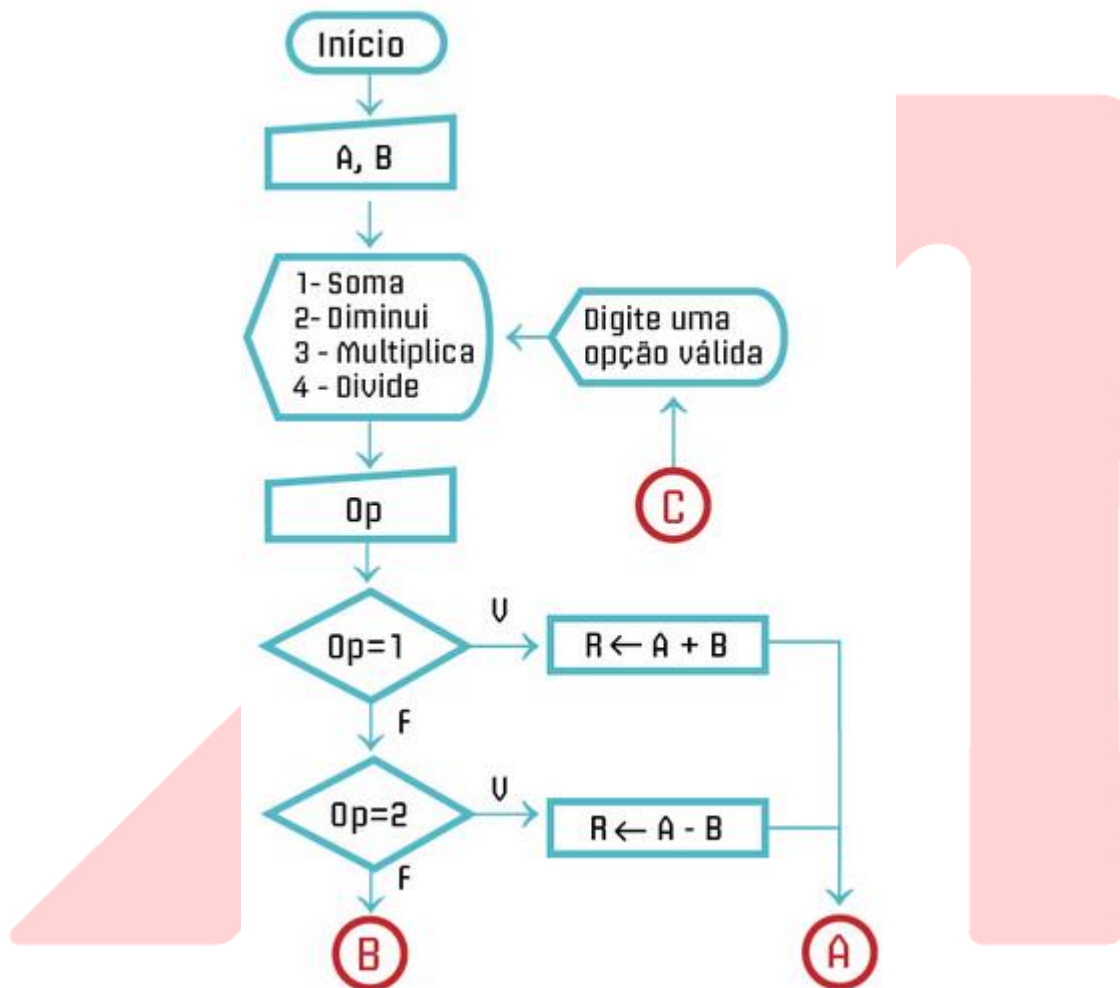 Início
A, B
1- Soma
2- Diminui
3 - Multiplica
4 - Divide
Digite uma
opção válida
Op
C
Op=1
V
R ← A + B
F
Op=2
V
R ← A - B
F
B
A